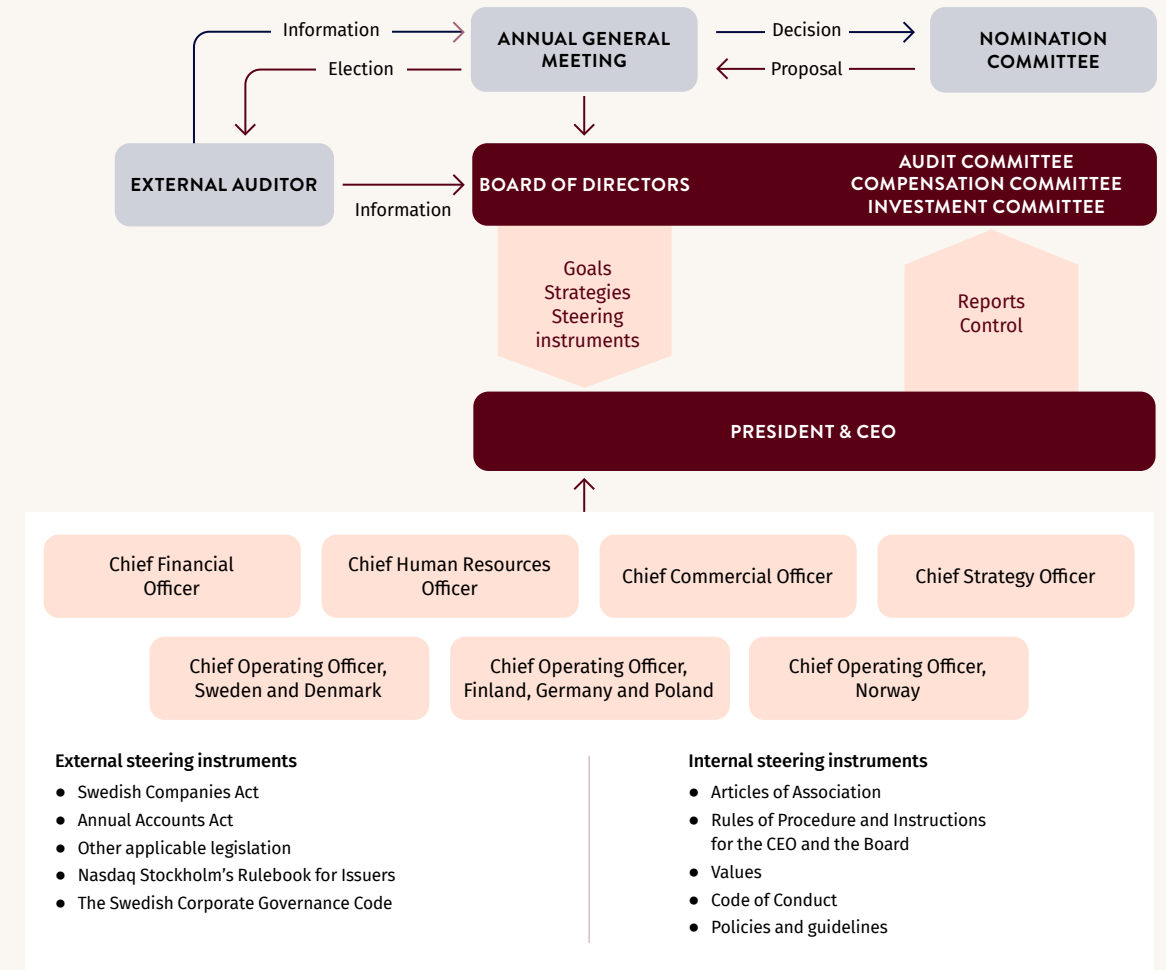 Information
ANNUAL GENERAL
MEETING
Decision
NOMINATION
COMMITTEE
Election
Proposal
EXTERNAL AUDITOR
Information
BOARD OF DIRECTORS
AUDIT COMMITTEE
COMPENSATION COMMITTEE
INVESTMENT COMMITTEE
Goals
Strategies
Steering
instruments
Reports
Control
PRESIDENT & CEO
Chief Financial
Officer
Chief Human Resources
Officer
Chief Commercial Officer
Chief Strategy Officer
Chief Operating Officer,
Sweden and Denmark
Chief Operating Officer,
Finland, Germany and Poland
Chief Operating Officer,
Norway
External steering instruments
● Swedish Companies Act
● Annual Accounts Act
● Other applicable legislation
● Nasdaq Stockholm’s Rulebook for Issuers
● The Swedish Corporate Governance Code
Internal steering instruments
● Articles of Association
● Rules of Procedure and Instructions
for the CEO and the Board
● Values
● Code of Conduct
● Policies and guidelines